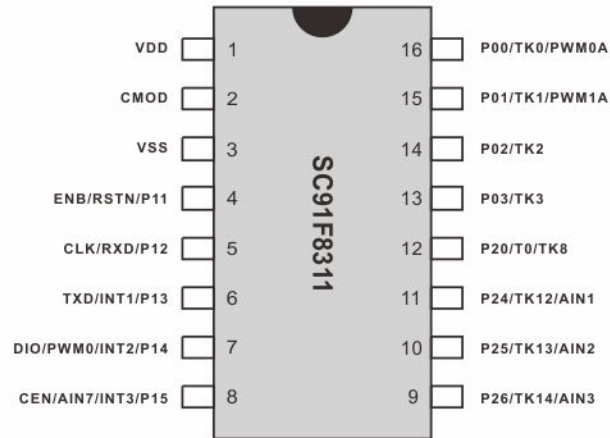 VDD 1 16 P00/TK0/PWM0A
CMOD 2 15 P01/TK1/PWM1A
VSS 3 14 P02/TK2
ENB/RSTN/P11 4 13 P03/TK3
CLK/RXD/P12 5 12 P20/T0/TK8
TXD/INT1/P13 6 11 P24/TK12/AIN1
DIO/PWM0/INT2/P14 7 10 P25/TK13/AIN2
CEN/AIN7/INT3/P15 8 9 P26/TK14/AIN3
SC91F8311